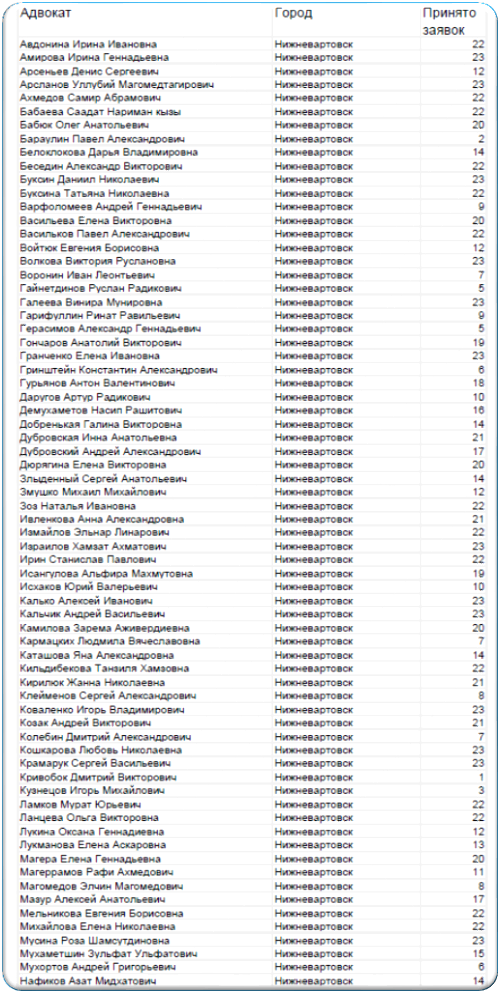 Адвокат Город Принято
заявок
Авдонина Ирина Ивановна Нижневартовск 22
Амирова Ирина Геннадьевна Нижневартовск 23
Арсеньев Денис Сергеевич Нижневартовск 12
Арсланов Уллубий Магомедтагирович Нижневартовск 23
Ахмедов Самир Абрамович Нижневартовск 22
Бабаева Саадат Нариман кызы Нижневартовск 22
Бабюк Олег Анатольевич Нижневартовск 20
Бараулин Павел Александрович Нижневартовск 2
Белоклокова Дарья Владимировна Нижневартовск 14
Беседин Александр Викторович Нижневартовск 22
Буксин Даниил Николаевич Нижневартовск 23
Буксина Татьяна Николаевна Нижневартовск 22
Варфоломеев Андрей Геннадьевич Нижневартовск 9
Васильева Елена Викторовна Нижневартовск 20
Васильков Павел Александрович Нижневартовск 22
Войтюк Евгения Борисовна Нижневартовск 12
Волкова Виктория Руслановна Нижневартовск 23
Воронин Иван Леонтьевич Нижневартовск 7
Гайнетдинов Руслан Радикович Нижневартовск 5
Галеева Винира Мунировна Нижневартовск 23
Гарифуллин Ринат Равильевич Нижневартовск 9
Герасимов Александр Геннадьевич Нижневартовск 5
Гончаров Анатолий Викторович Нижневартовск 19
Гранченко Елена Ивановна Нижневартовск 23
Гринштейн Константин Александрович Нижневартовск 6
Гурьянов Антон Валентинович Нижневартовск 18
Даругов Артур Радикович Нижневартовск 10
Демухаметов Насип Рашитович Нижневартовск 16
Добренькая Галина Викторовна Нижневартовск 14
Дубровская Инна Анатольевна Нижневартовск 21
Дубровский Андрей Александрович Нижневартовск 17
Дюрягина Елена Викторовна Нижневартовск 20
Злыденный Сергей Анатольевич Нижневартовск 14
Змушко Михаил Михайлович Нижневартовск 12
Зоз Наталья Ивановна Нижневартовск 22
Ивленкова Анна Александровна Нижневартовск 21
Измайлов Эльнар Линарович Нижневартовск 22
Израилов Хамзат Ахматович Нижневартовск 23
Ирин Станислав Павлович Нижневартовск 22
Исангулова Альфира Махмутовна Нижневартовск 19
Исхаков Юрий Валерьевич Нижневартовск 10
Калько Алексей Иванович Нижневартовск 23
Кальчик Андрей Васильевич Нижневартовск 23
Камилова Зарема Аживердиевна Нижневартовск 20
Кармацких Людмила Вячеславовна Нижневартовск 7
Каташова Яна Александровна Нижневартовск 14
Кильдибекова Танзиля Хамзовна Нижневартовск 22
Кирилюк Жанна Николаевна Нижневартовск 21
Клейменов Сергей Александрович Нижневартовск 8
Коваленко Игорь Владимирович Нижневартовск 23
Козак Андрей Викторович Нижневартовск 21
Колебин Дмитрий Александрович Нижневартовск 7
Кошкарова Любовь Николаевна Нижневартовск 23
Крамарук Сергей Васильевич Нижневартовск 23
Кривобок Дмитрий Викторович Нижневартовск 1
Кузнецов Игорь Михайлович Нижневартовск 3
Ламков Мурат Юрьевич Нижневартовск 22
Ланцева Ольга Викторовна Нижневартовск 22
Лукина Оксана Геннадиевна Нижневартовск 12
Лукманова Елена Аскаровна Нижневартовск 13
Магера Елена Геннадьевна Нижневартовск 20
Магеррамов Рафи Ахмедович Нижневартовск 11
Магомедов Элчин Магомедович Нижневартовск 8
Мазур Алексей Анатольевич Нижневартовск 17
Мельникова Евгения Борисовна Нижневартовск 22
Михайлова Елена Николаевна Нижневартовск 22
Мусина Роза Шамсутдиновна Нижневартовск 23
Мухаметшин Зульфат Ульфатович Нижневартовск 15
Мухортов Андрей Григорьевич Нижневартовск 6
Нафиков Азат Мидхатович Нижневартовск 14